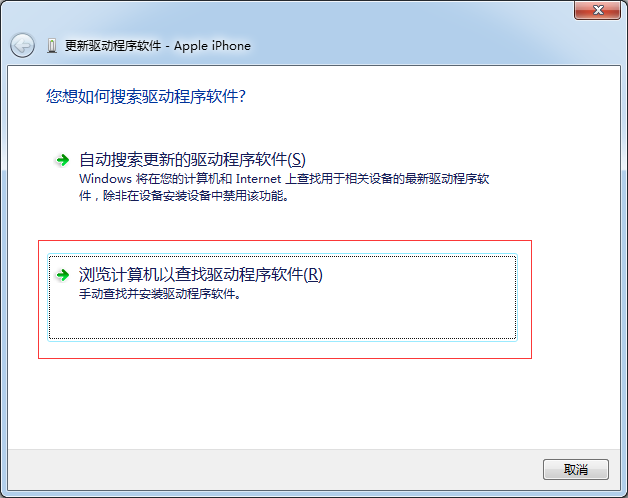 更新驱动程序软件 - Apple iPhone
您想如何搜索驱动程序软件?
自动搜索更新的驱动程序软件(S)
Windows 将在您的计算机和 Internet 上查找用于相关设备的最新驱动程序软
件，除非在设备安装设备中禁用该功能。
浏览计算机以查找驱动程序软件(R)
手动查找并安装驱动程序软件。
取消